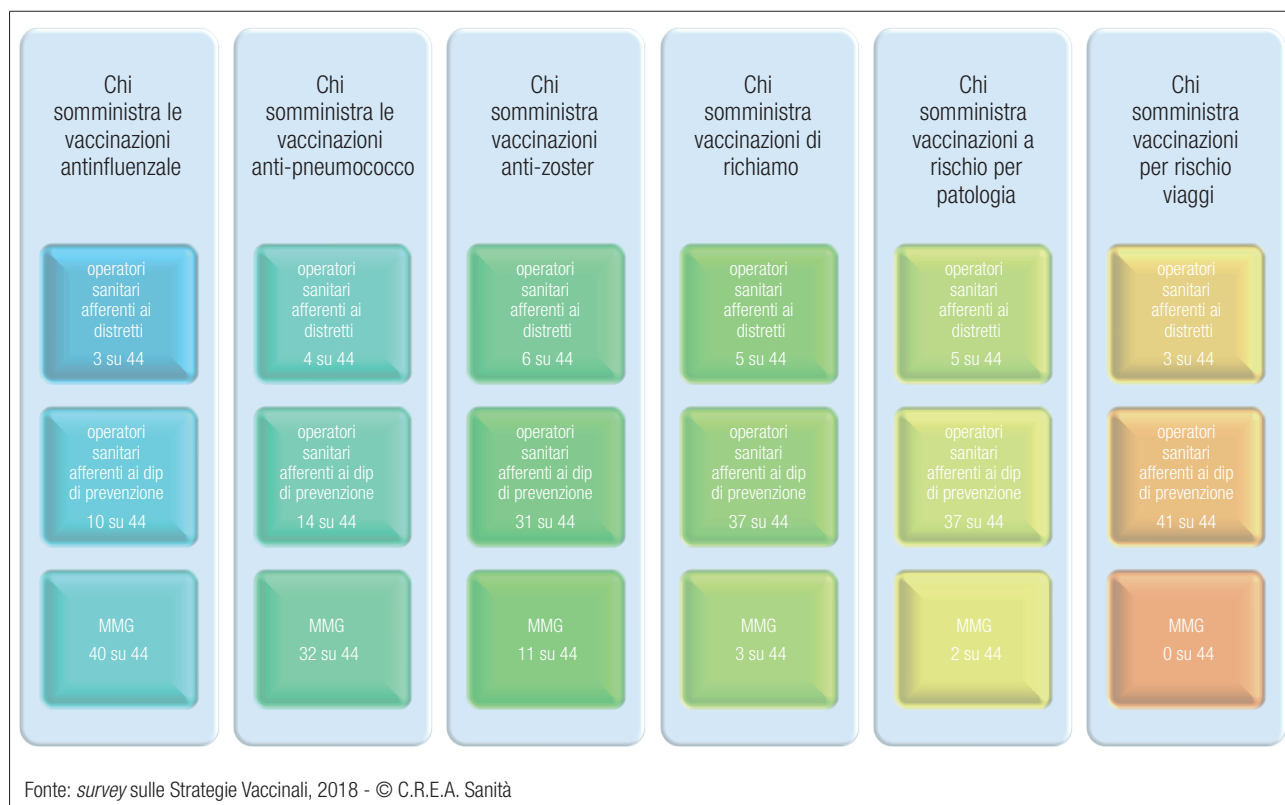 Chi
somministra le
vaccinazioni
antinfluenzale
operatori
sanitari
afferenti ai
distretti
3 su 44
operatori
sanitari
afferenti ai dip
di prevenzione
10 su 44
MMG
40 su 44
Chi
somministra le
vaccinazioni
anti-pneumococco
operatori
sanitari
afferenti ai
distretti
4 su 44
operatori
sanitari
afferenti ai dip
di prevenzione
14 su 44
MMG
32 su 44
Chi
somministra
vaccinazioni
anti-zoster
operatori
sanitari
afferenti ai
distretti
6 su 44
operatori
sanitari
afferenti ai dip
di prevenzione
31 su 44
MMG
11 su 44
Chi
somministra
vaccinazioni di
richiamo
operatori
sanitari
afferenti ai
distretti
5 su 44
operatori
sanitari
afferenti ai dip
di prevenzione
37 su 44
MMG
3 su 44
Chi
somministra
vaccinazioni a
rischio per
patologia
operatori
sanitari
afferenti ai
distretti
5 su 44
operatori
sanitari
afferenti ai dip
di prevenzione
37 su 44
MMG
2 su 44
Chi
somministra
vaccinazioni
per rischio
viaggi
operatori
sanitari
afferenti ai
distretti
3 su 44
operatori
sanitari
afferenti ai dip
di prevenzione
41 su 44
MMG
0 su 44
Fonte: survey sulle Strategie Vaccinali, 2018 - © C.R.E.A. Sanità